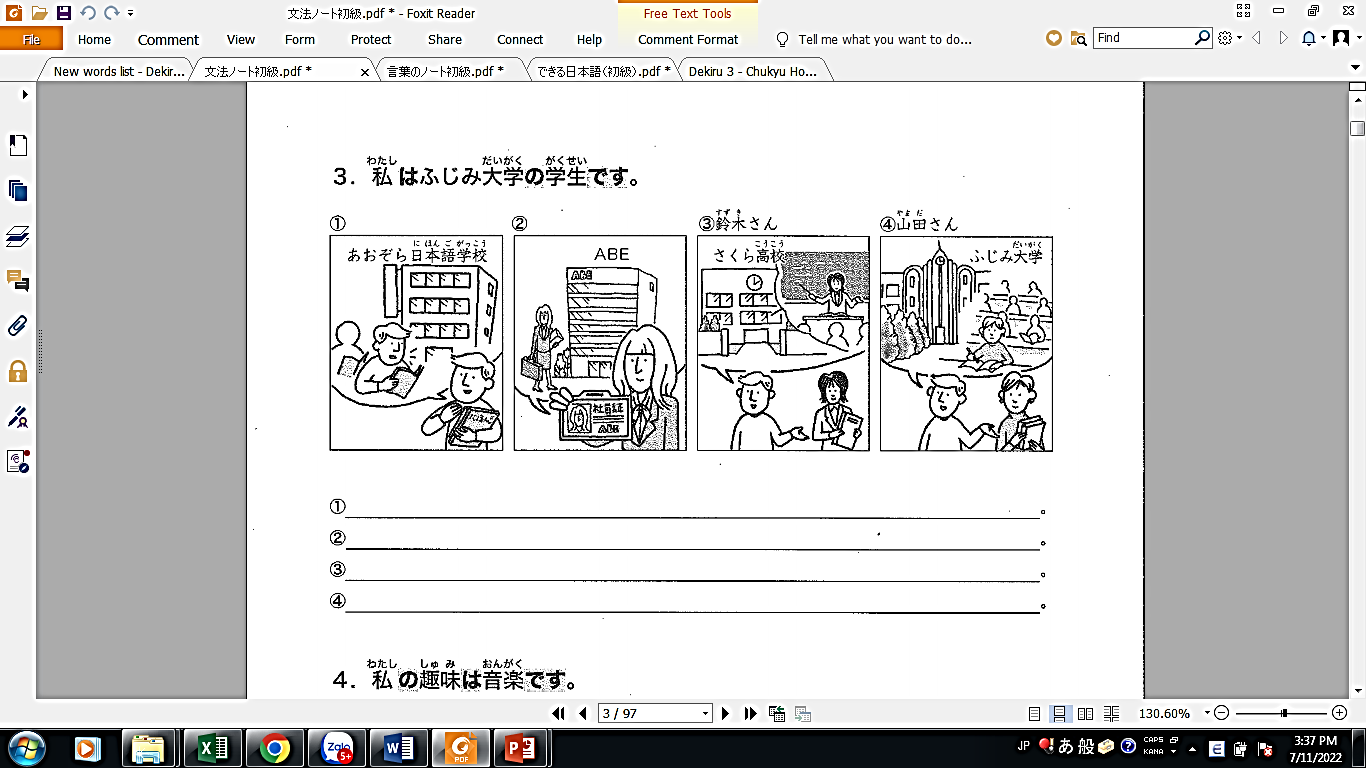 文法ノート初級.pdf * - Foxit Reader
Free Text Tools
File Home Comment View Form Protect Share Connect Help Comment Format Tell me what you want to do... Find
New words list - Dekir... 文法ノート初級.pdf * 言葉のノート初級.pdf * できる日本語(初級).pdf * Dekiru 3 - Chukyu Ho...
わたし だいがく がくせい
3. 私はふじみ大学の学生です。
① ② ③鈴木さん ④山田さん
すず き やま だ
に ほん ご がっこう
あおぞら日本語学校
ABE
ABE
社員証
ABE
こうこう
さくら高校
だいがく
ふじみ大学
①。
②。
③。
④。
わたし しゅ み おんがく
4. 私の趣味は音楽です。
3 / 97
130.60%
JP あ 般 CAPS KANA
Zalo 5+
PDF
3:37 PM
7/11/2022